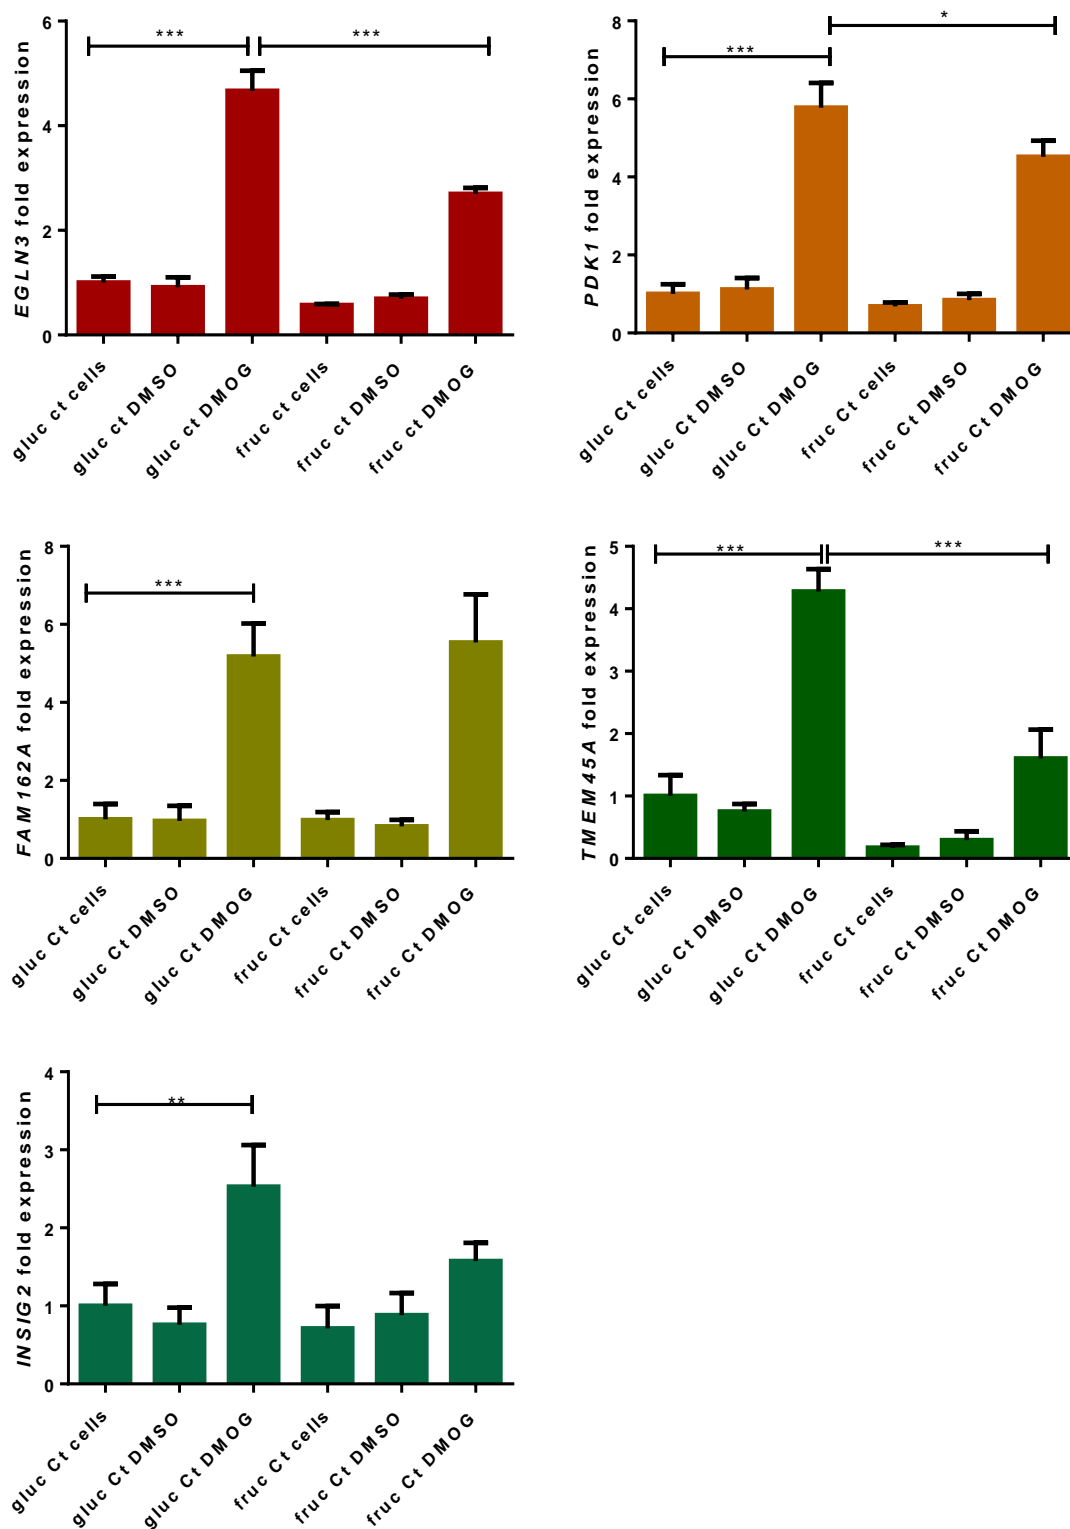 EGLN3 fold expression
6
4
2
0
***
***
gluc ct cells
gluc ct DMSO
gluc ct DMOG
fruc ct cells
fruc ct DMSO
fruc ct DMOG
PDK1 fold expression
8
6
4
2
0
***
*
gluc Ct cells
gluc Ct DMSO
gluc Ct DMOG
fruc Ct cells
fruc Ct DMSO
fruc Ct DMOG
FAM162A fold expression
8
6
4
2
0
***
gluc Ct cells
gluc Ct DMSO
gluc Ct DMOG
fruc Ct cells
fruc Ct DMSO
fruc Ct DMOG
TMEM45A fold expression
5
4
3
2
1
0
***
***
gluc Ct cells
gluc Ct DMSO
gluc Ct DMOG
fruc Ct cells
fruc Ct DMSO
fruc Ct DMOG
INSIG2 fold expression
4
3
2
1
0
**
gluc Ct cells
gluc Ct DMSO
gluc Ct DMOG
fruc Ct cells
fruc Ct DMSO
fruc Ct DMOG